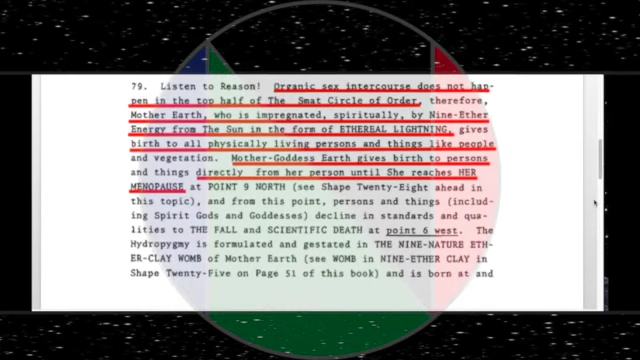 79. Listen to Reason! Organic sex intercourse does not hap-
pen in the top half of The Smat Circle of Order, therefore,
Mother Earth, who is impregnated, spiritually, by Nine-Ether
Energy from The Sun in the form of ETHEREAL LIGHTNING, gives
birth to all physically living persons and things like people
and vegetation. Mother-Goddess Earth gives birth to persons
and things directly from her person until She reaches HER
MENOPAUSE at POINT 9 NORTH (see Shape Twenty-Eight ahead in
this topic), and from this point, persons and things (includ-
ing Spirit Gods and Goddesses) decline in standards and qua-
lities to THE FALL and SCIENTIFIC DEATH at point 6 west. The
Hydropygmy is formulated and gestated in THE NINE-NATURE ETH-
ER-CLAY WOMB of Mother Earth (see WOMB in NINE-ETHER CLAY in
Shape Twenty-Five on Page 51 of this book) and is born at and